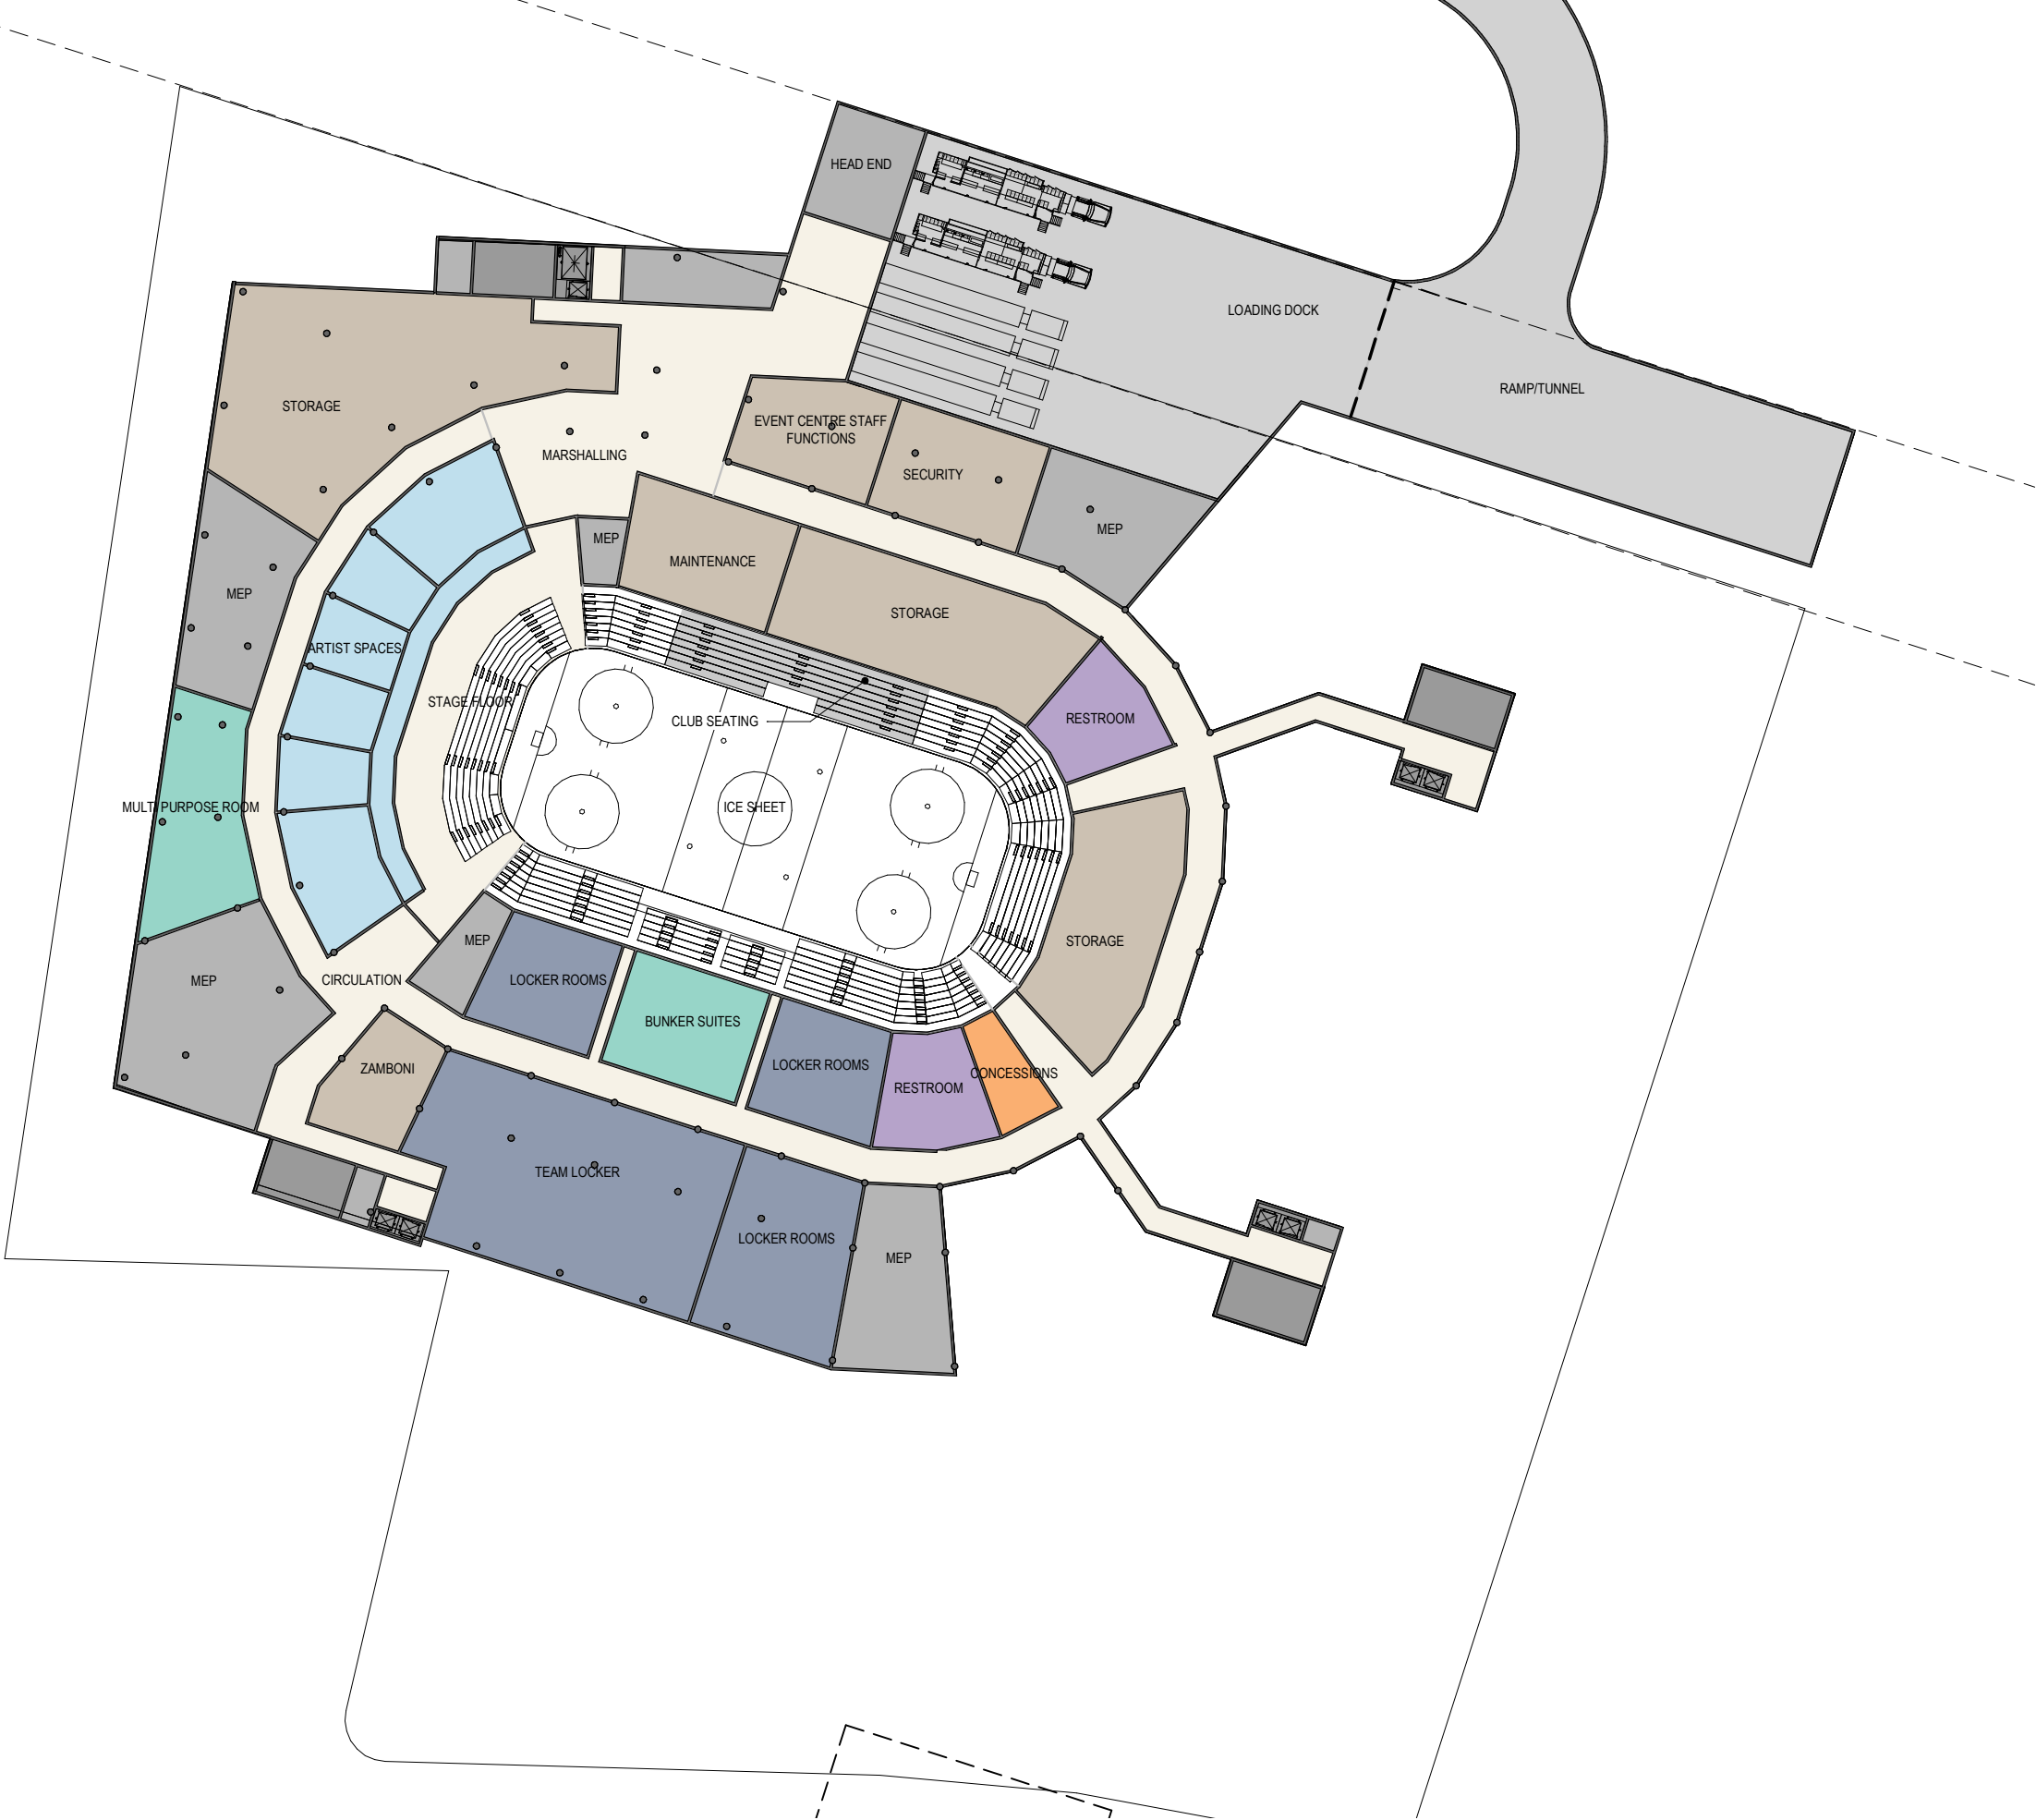 HEAD END
LOADING DOCK
RAMP/TUNNEL
STORAGE
EVENT CENTRE STAFF
FUNCTIONS
MARSHALLING
SECURITY
MEP
MEP
MAINTENANCE
MEP
STORAGE
ARTIST SPACES
STAGE FLOOR
CLUB SEATING
RESTROOM
MULTI PURPOSE ROOM
ICE SHEET
MEP
STORAGE
MEP
CIRCULATION
LOCKER ROOMS
BUNKER SUITES
ZAMBONI
LOCKER ROOMS
RESTROOM
CONCESSIONS
TEAM LOCKER
LOCKER ROOMS
MEP